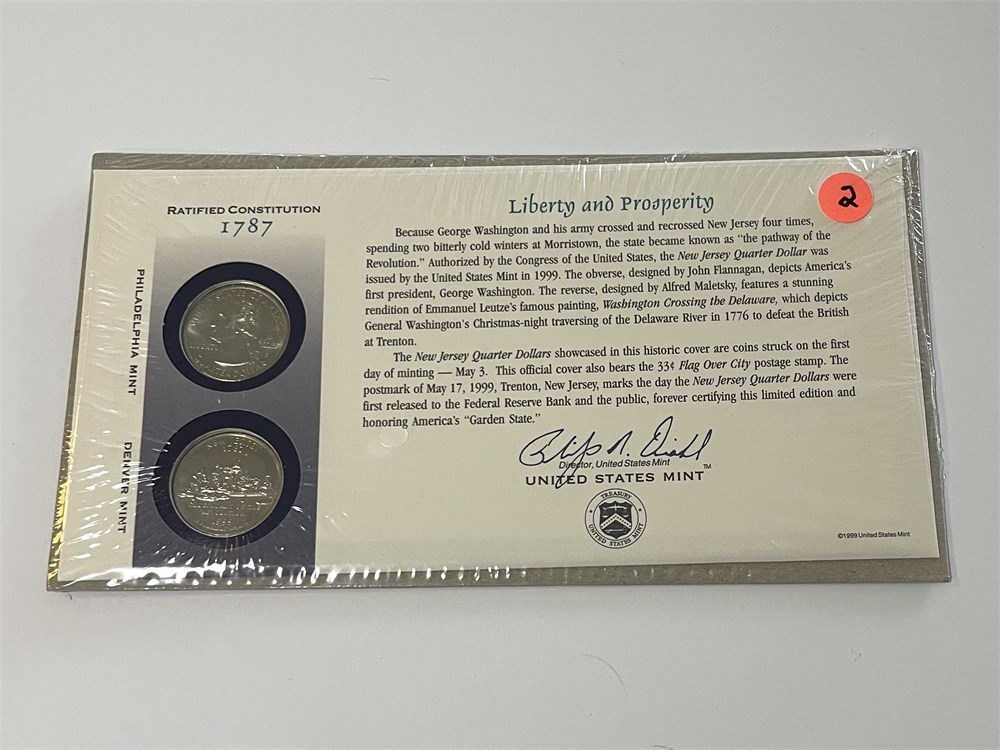 RATIFIED CONSTITUTION
1787
PHILADELPHIA MINT
DENVER MINT
Liberty and Prosperity
2
Because George Washington and his army crossed and recrossed New Jersey four times,
spending two bitterly cold winters at Morristown, the state became known as "the pathway of the
Revolution." Authorized by the Congress of the United States, the New Jersey Quarter Dollar was
issued by the United States Mint in 1999. The obverse, designed by John Flannagan, depicts America's
first president, George Washington. The reverse, designed by Alfred Maletsky, features a stunning
rendition of Emmanuel Leutze's famous painting, Washington Crossing the Delaware, which depicts
General Washington's Christmas-night traversing of the Delaware River in 1776 to defeat the British
at Trenton.
The New Jersey Quarter Dollars showcased in this historic cover are coins struck on the first
day of minting — May 3. This official cover also bears the 33¢ Flag Over City postage stamp. The
postmark of May 17, 1999, Trenton, New Jersey, marks the day the New Jersey Quarter Dollars were
first released to the Federal Reserve Bank and the public, forever certifying this limited edition and
honoring America's "Garden State."
Philip N. Diehl
Director, United States Mint
UNITED STATES MINT™
TREASURY
UNITED STATES MINT
©1999 United States Mint